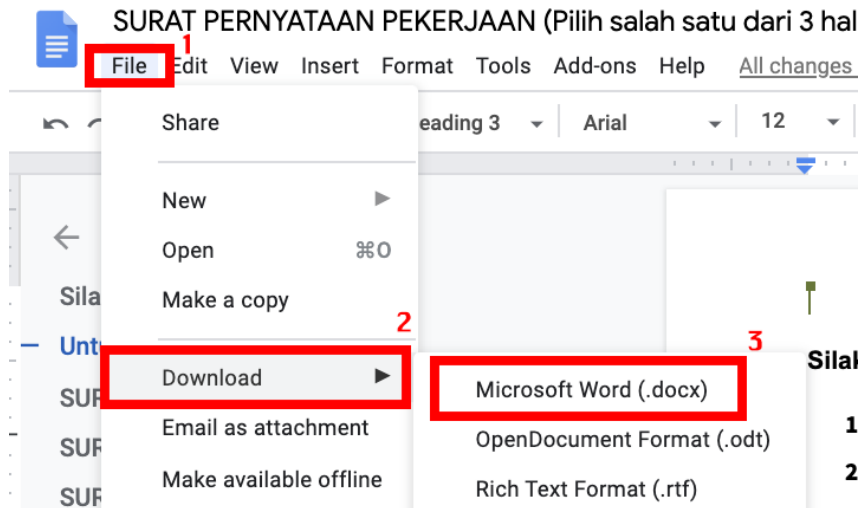 SURAT PERNYATAAN PEKERJAAN (Pilih salah satu dari 3 hal
1
File Edit View Insert Format Tools Add-ons Help All changes
Share
eading 3 Arial 12
New
Open ⌘O
Make a copy
Sila
2
Untu
3
Download
Microsoft Word (.docx)
Silak
SUR
Email as attachment
OpenDocument Format (.odt)
1
SUR
Make available offline
Rich Text Format (.rtf)
2
SUR